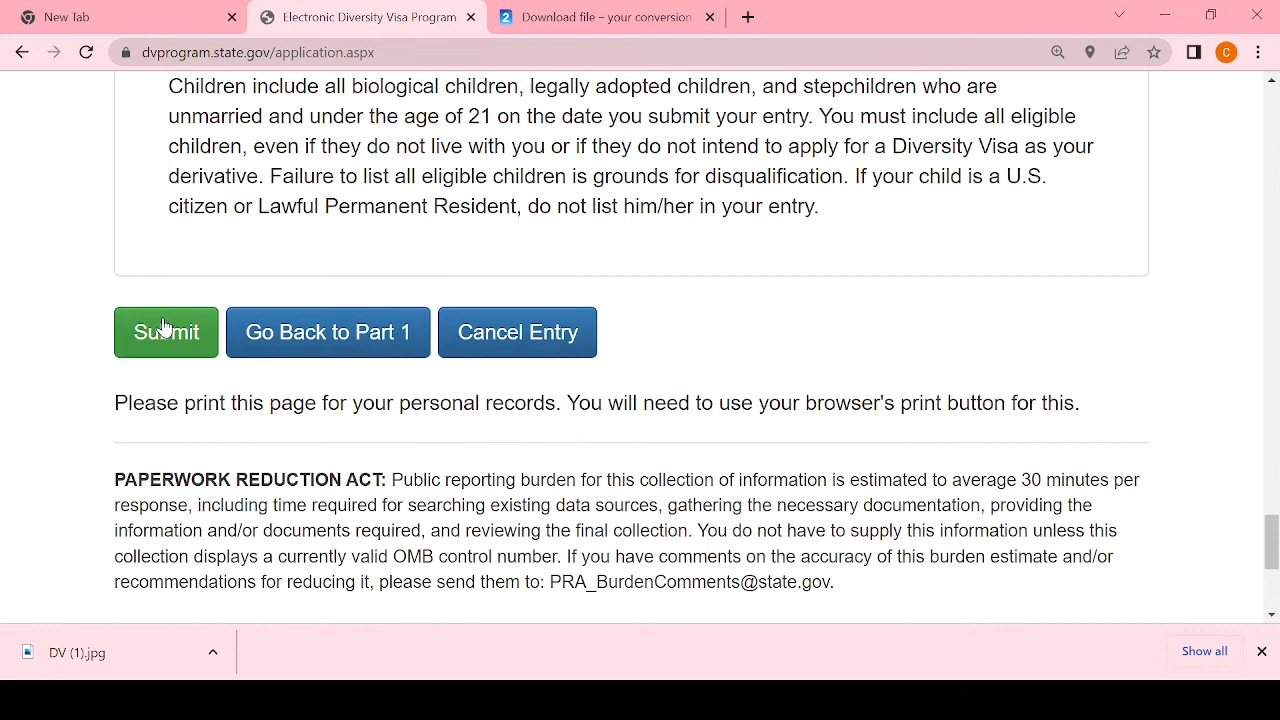 New Tab
Electronic Diversity Visa Program
Download file – your conversion
dvprogram.state.gov/application.aspx
C
Children include all biological children, legally adopted children, and stepchildren who are
unmarried and under the age of 21 on the date you submit your entry. You must include all eligible
children, even if they do not live with you or if they do not intend to apply for a Diversity Visa as your
derivative. Failure to list all eligible children is grounds for disqualification. If your child is a U.S.
citizen or Lawful Permanent Resident, do not list him/her in your entry.
Submit
Go Back to Part 1
Cancel Entry
Please print this page for your personal records. You will need to use your browser's print button for this.
PAPERWORK REDUCTION ACT: Public reporting burden for this collection of information is estimated to average 30 minutes per
response, including time required for searching existing data sources, gathering the necessary documentation, providing the
information and/or documents required, and reviewing the final collection. You do not have to supply this information unless this
collection displays a currently valid OMB control number. If you have comments on the accuracy of this burden estimate and/or
recommendations for reducing it, please send them to: PRA_BurdenComments@state.gov.
DV (1).jpg
Show all